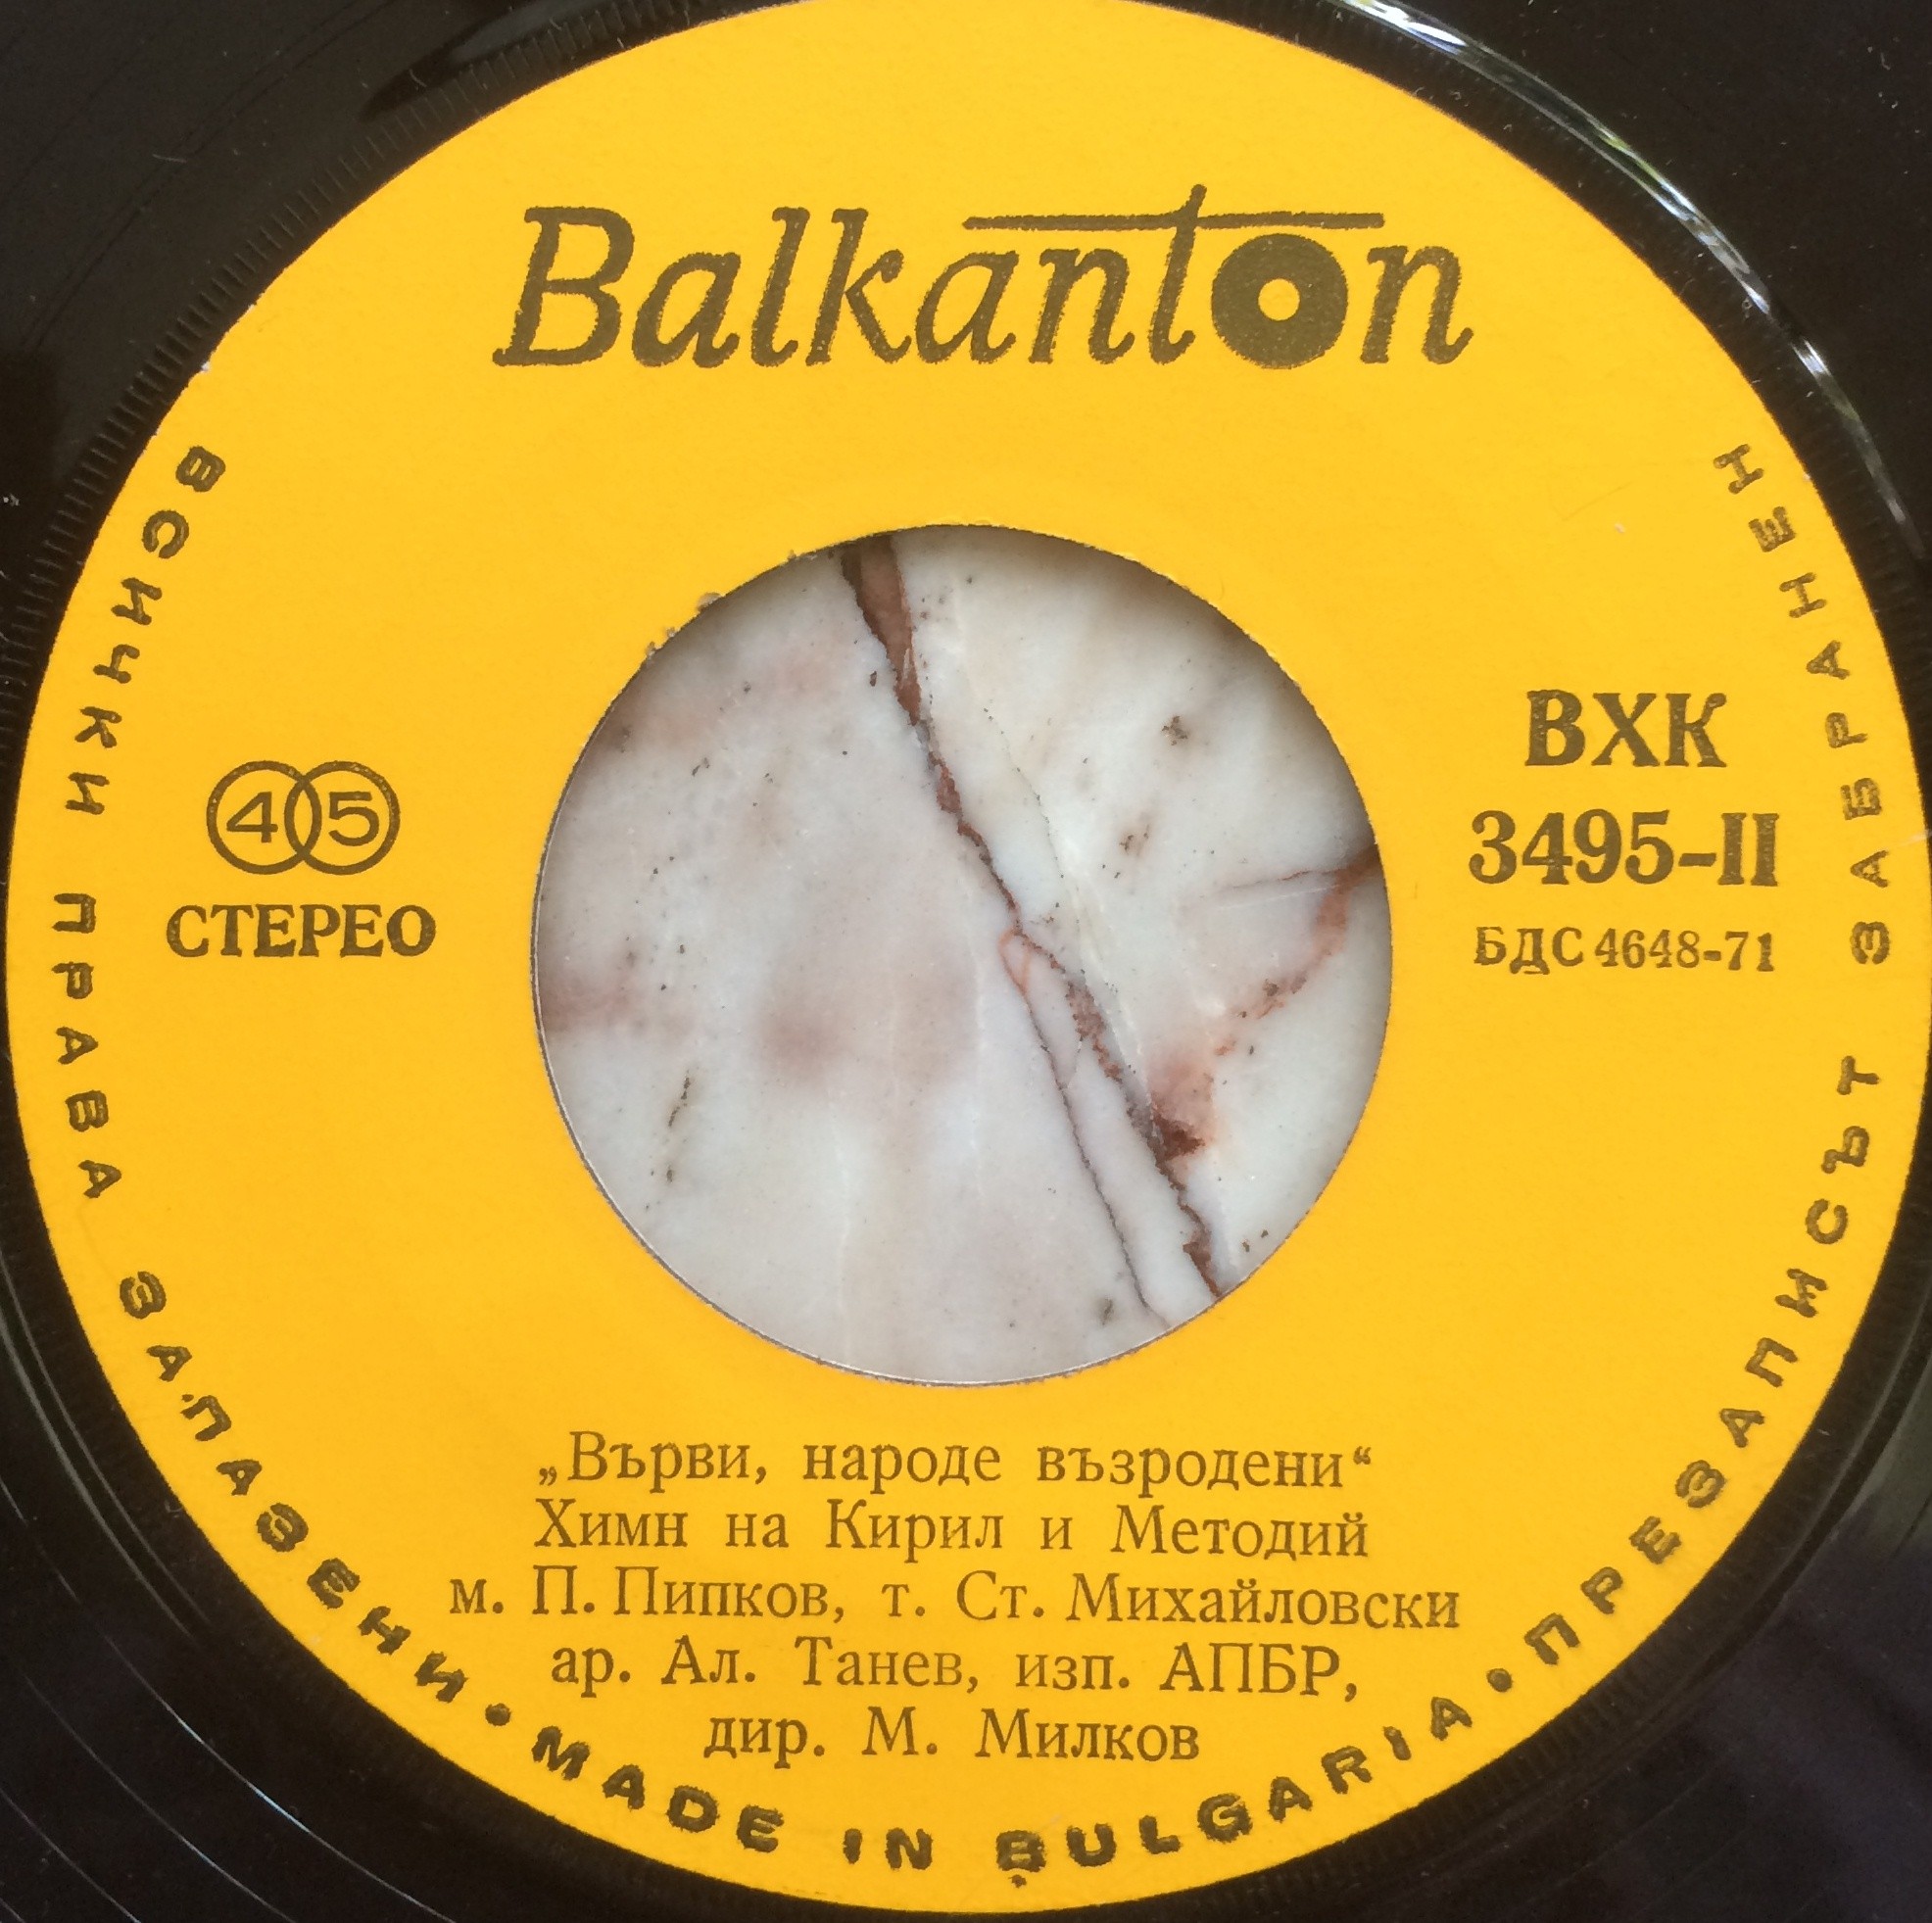 Balkanton
45
СТЕРЕО
ВХК
3495-II
БДС 4648-71
„Върви, народе възродени“
Химн на Кирил и Методий
м. П. Пипков, т. Ст. Михайловски
ар. Ал. Танев, изп. АПБР,
дир. М. Милков
ВСИЧКИ ПРАВА ЗАПАЗЕНИ • MADE IN BULGARIA • ПРЕЗАПИСЪТ ЗАБРАНЕН